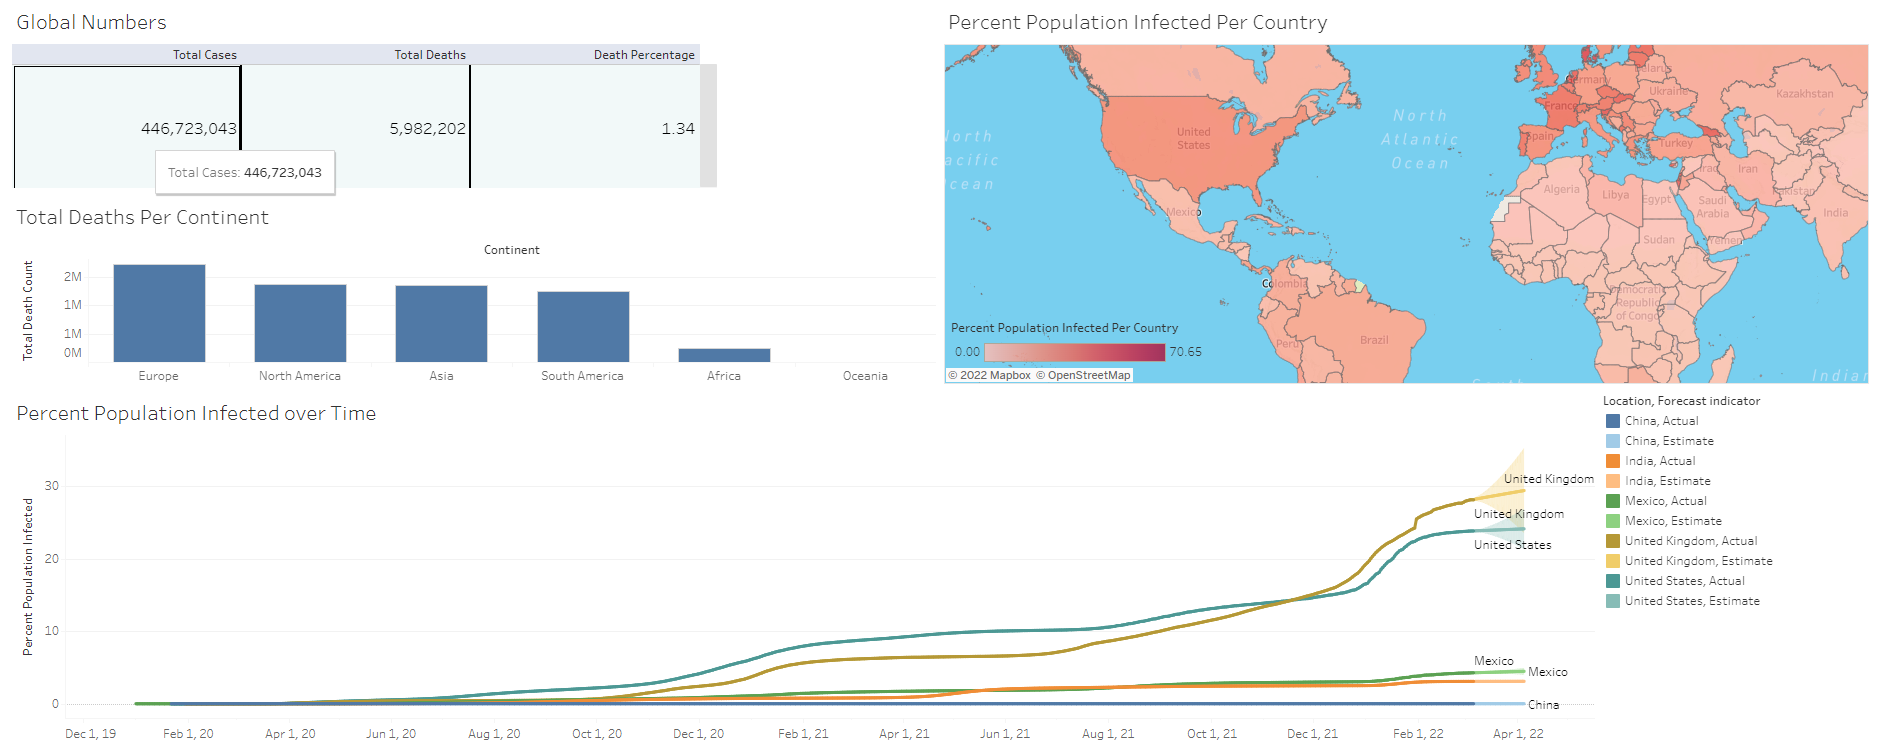 Global Numbers
Total Cases
Total Deaths
Death Percentage
446,723,043
5,982,202
1.34
Total Cases: 446,723,043
Total Deaths Per Continent
Continent
Total Death Count
2M
1M
1M
0M
Europe
North America
Asia
South America
Africa
Oceania
Percent Population Infected Per Country
United
States
Mexico
North
Atlantic
Ocean
orth
acific
cean
Germany
Belarus
Ukraine
France
Spain
Turkey
Kazakhstan
Iraq
Iran
Pakistan
India
Algeria
Libya
Egypt
Saudi
Arabia
Yemen
Sudan
Democratic
Republic
of Congo
Colombia
Co
Peru
Brazil
Indian
Percent Population Infected Per Country
0.00
70.65
© 2022 Mapbox © OpenStreetMap
Percent Population Infected over Time
Percent Population Infected
30
20
10
0
Dec 1, 19
Feb 1, 20
Apr 1, 20
Jun 1, 20
Aug 1, 20
Oct 1, 20
Dec 1, 20
Feb 1, 21
Apr 1, 21
Jun 1, 21
Aug 1, 21
Oct 1, 21
Dec 1, 21
Feb 1, 22
Apr 1, 22
United Kingdom
United Kingdom
United States
Mexico
Mexico
China
Location, Forecast indicator
China, Actual
China, Estimate
India, Actual
India, Estimate
Mexico, Actual
Mexico, Estimate
United Kingdom, Actual
United Kingdom, Estimate
United States, Actual
United States, Estimate